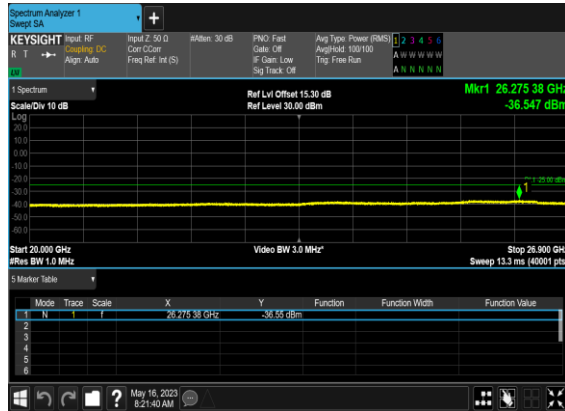 Spectrum Analyzer 1
Swept SA
+
KEYSIGHT Input: RF Input Z: 50 Ω #Atten: 30 dB PNO: Fast Avg Type: Power (RMS) 1 2 3 4 5 6
R T Coupling: DC Corr CCorr Gate: Off Avg|Hold: 100/100 A W W W W W
Align: Auto Freq Ref: Int (S) IF Gain: Low Trig: Free Run
Sig Track: Off A N N N N N
1 Spectrum Ref Lvl Offset 15.30 dB Mkr1 26.275 38 GHz
Scale/Div 10 dB Ref Level 30.00 dBm -36.547 dBm
Log
20.0
10.0
0.00
-10.0
-20.0
-25.00 dBm
1
-30.0
-40.0
-50.0
-60.0
Start 20.000 GHz Video BW 3.0 MHz* Stop 26.900 GHz
#Res BW 1.0 MHz Sweep 13.3 ms (40001 pts)
5 Marker Table
Mode Trace Scale X Y Function Function Width Function Value
1 N 1 f 26.275 38 GHz -36.55 dBm
2
3
4
5
6
? May 16, 2023
8:21:40 AM